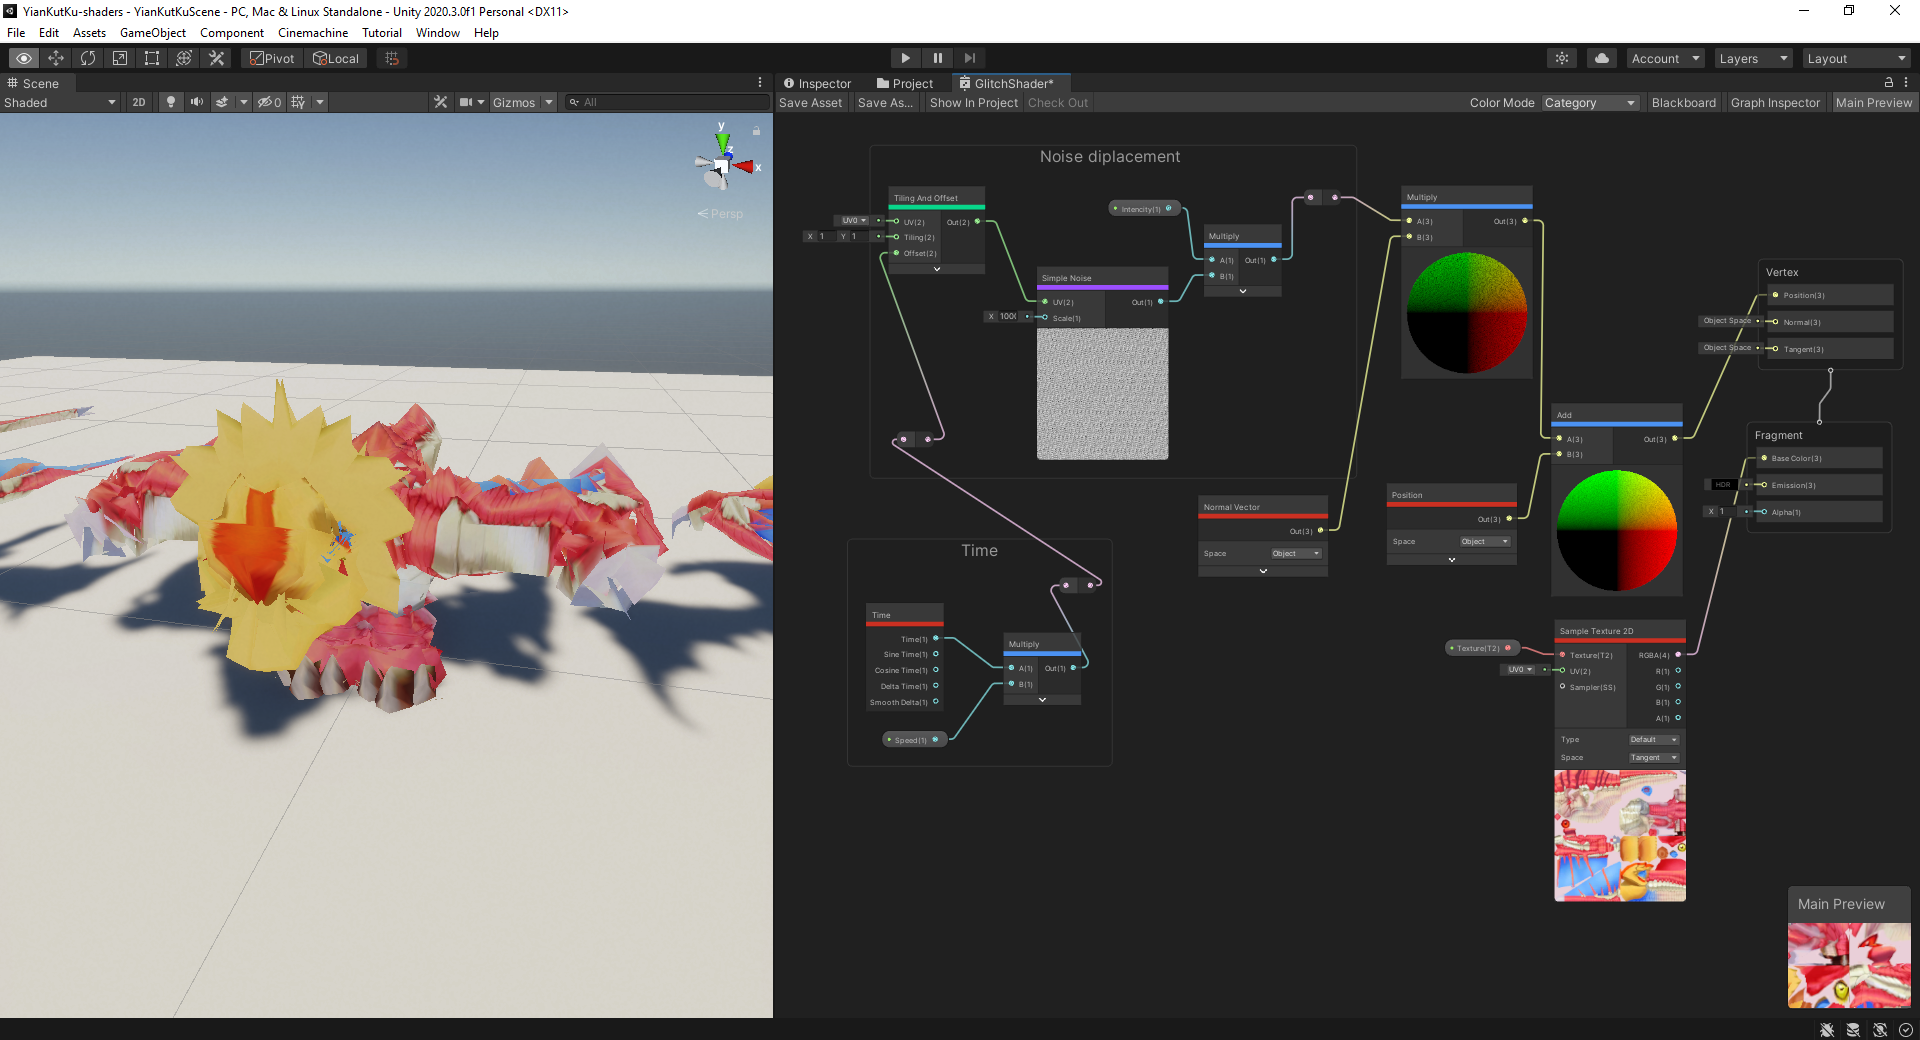 YianKutKu-shaders - YianKutKuScene - PC, Mac & Linux Standalone - Unity 2020.3.0f1 Personal <DX11>
File Edit Assets GameObject Component Cinemachine Tutorial Window Help
Pivot Local Account Layers Layout
Scene
Inspector Project GlitchShader*
Shaded 2D 0 Gizmos All
Save Asset Save As... Show In Project Check Out Color Mode Category Blackboard Graph Inspector Main Preview
y
z
x
Persp
Noise diplacement
Tiling And Offset
UV0 UV(2) Out(2)
X 1 Y 1 Tiling(2)
Offset(2)
Intencity(1)
Multiply
A(1) Out(1)
B(1)
Simple Noise
UV(2) Out(1)
X 1000 Scale(1)
Multiply
A(3) Out(3)
B(3)
Vertex
Position(3)
Object Space Normal(3)
Object Space Tangent(3)
Add
A(3) Out(3)
B(3)
Fragment
Base Color(3)
HDR Emission(3)
X 1 Alpha(1)
Normal Vector
Out(3)
Space Object
Position
Out(3)
Space Object
Time
Time
Time(1)
Sine Time(1)
Cosine Time(1)
Delta Time(1)
Smooth Delta(1)
Multiply
A(1) Out(1)
B(1)
Speed(1)
Sample Texture 2D
Texture(T2) Texture(T2) RGBA(4)
UV0 UV(2) R(1)
Sampler(SS) G(1)
B(1)
A(1)
Type Default
Space Tangent
Main Preview